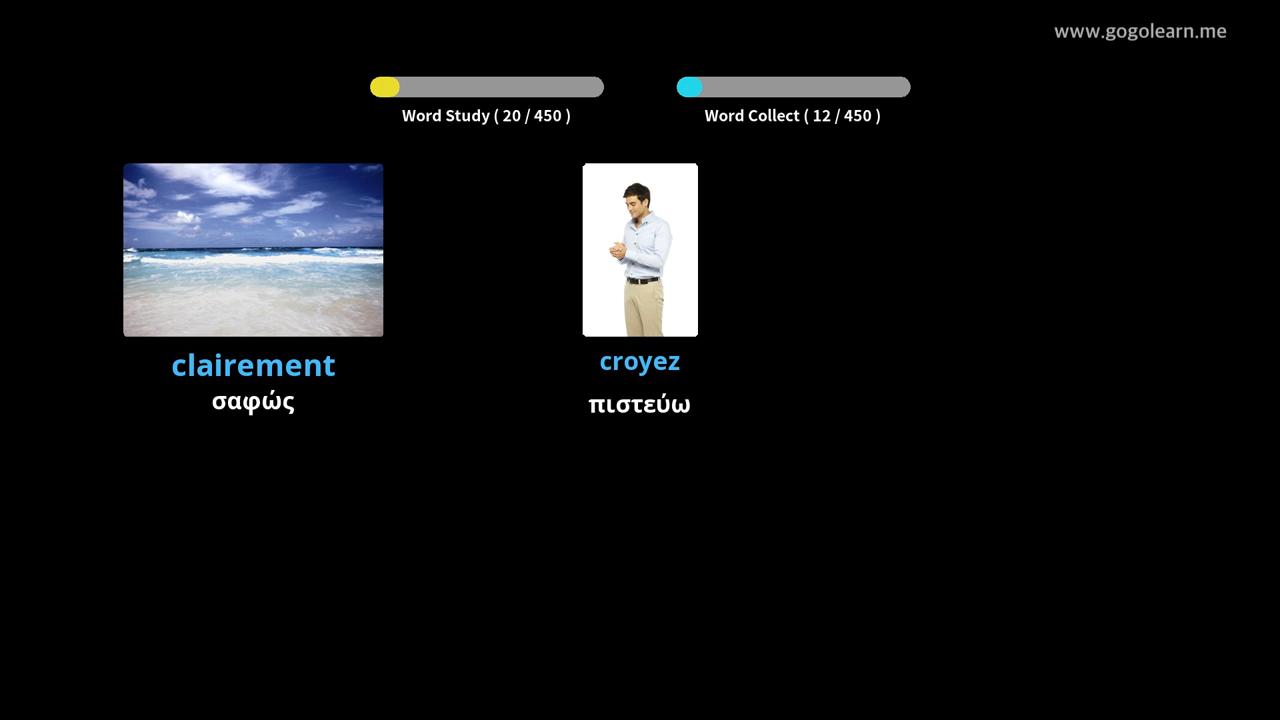 www.gogolearn.me
Word Study ( 20 / 450 )
Word Collect ( 12 / 450 )
clairement
σαφώς
croyez
πιστεύω